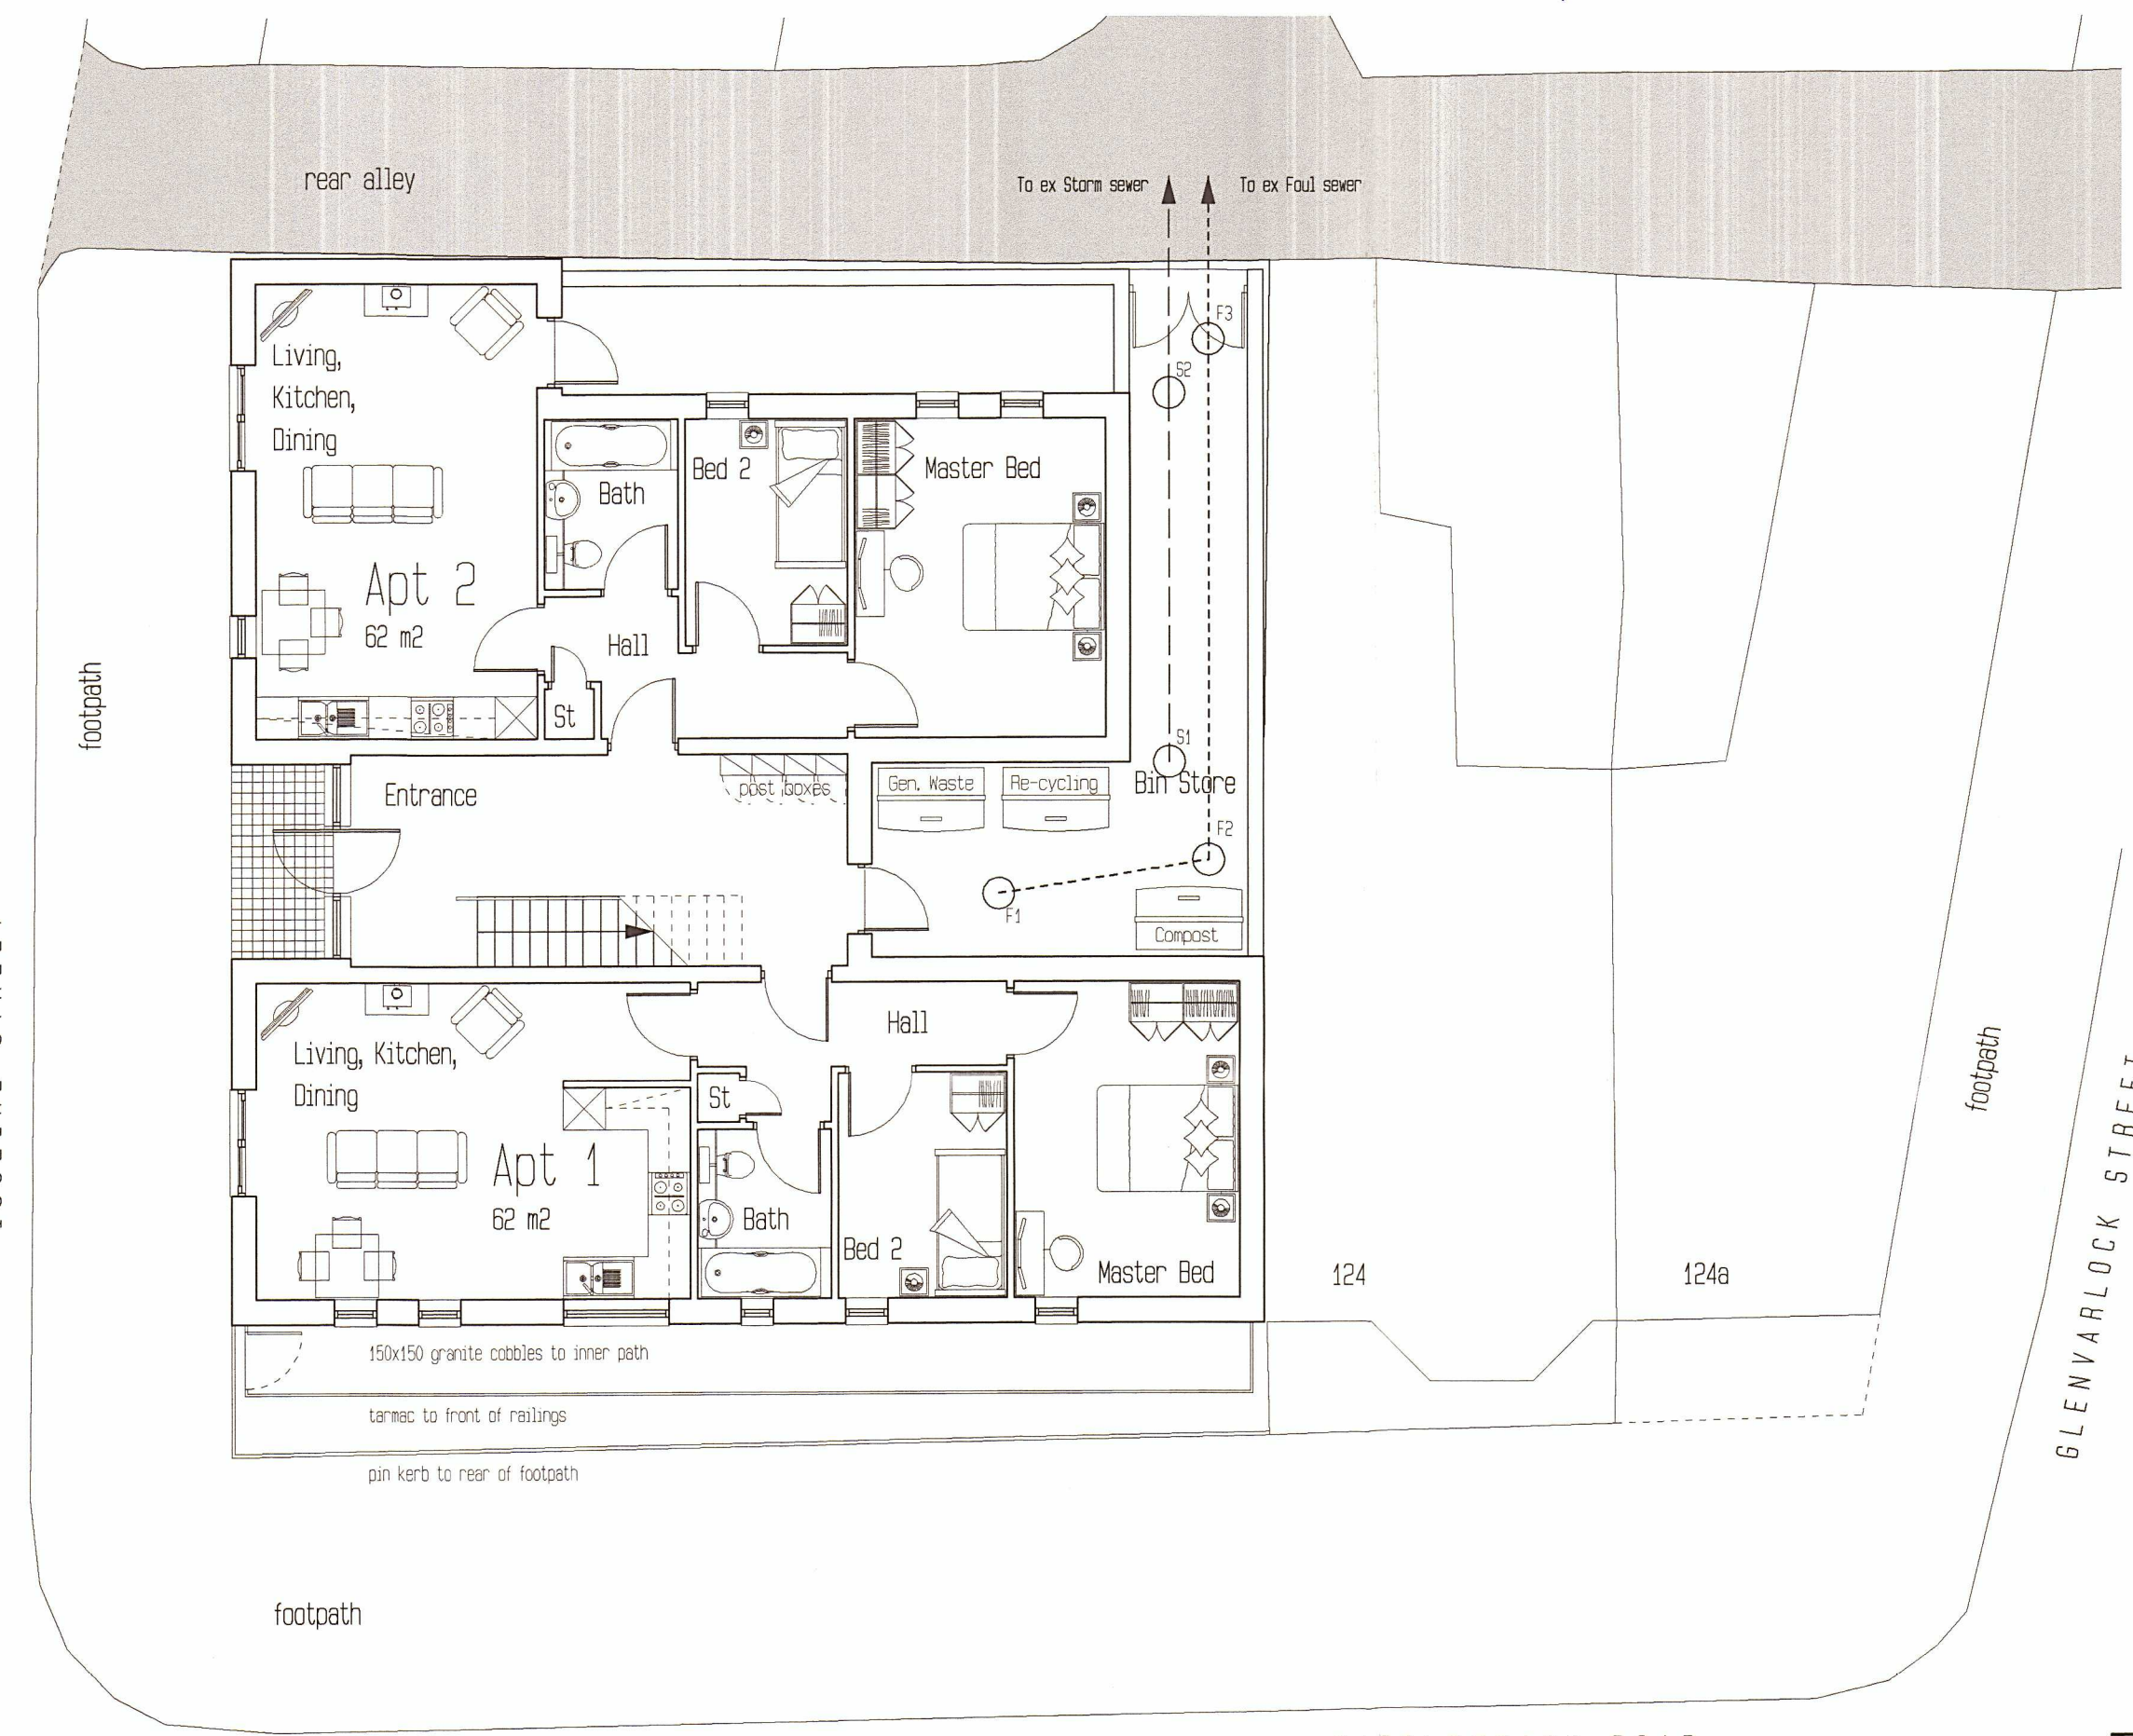 rear alley
To ex Storm sewer
To ex Foul sewer
F3
S2
Living,
Kitchen,
Dining
Bath
Bed 2
Master Bed
Apt 2
62 m2
Hall
St
footpath
S1
Entrance
post boxes
Gen. Waste
Re-cycling
Bin Store
F2
F1
Compost
Living, Kitchen,
Dining
Hall
St
Apt 1
62 m2
Bath
Bed 2
Master Bed
124
124a
footpath
GLENVARLOCK STREET
150x150 granite cobbles to inner path
tarmac to front of railings
pin kerb to rear of footpath
footpath